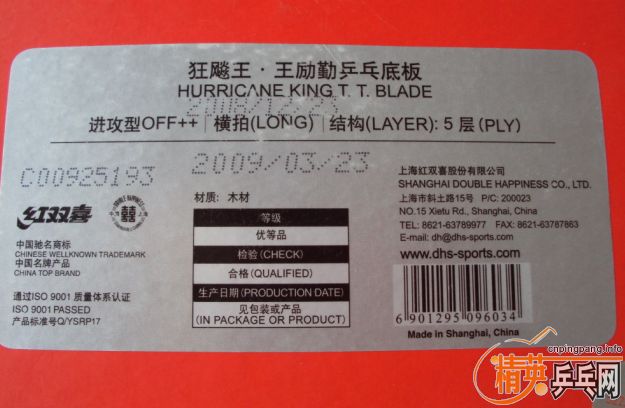 狂飚王·王励勤乒乓底板
HURRICANE KING T. T. BLADE
2008/12/23
进攻型OFF++ 横拍(LONG) 结构(LAYER): 5 层 (PLY)
2009/03/23
C00925193
红双喜
DOUBLE HAPPINESS
中国驰名商标
CHINESE WELLKNOWN TRADEMARK
中国名牌产品
CHINA TOP BRAND
通过ISO 9001 质量体系认证
ISO 9001 PASSED
产品标准号Q/YSRP17
材质: 木材
等级
优等品
检验 (CHECK)
合格(QUALIFIED)
生产日期(PRODUCTION DATE)
见包装或产品
(IN PACKAGE OR PRODUCT)
上海红双喜股份有限公司
SHANGHAI DOUBLE HAPPINESS CO., LTD.
上海市斜土路15号 P/C: 200023
NO.15 Xietu Rd., Shanghai, China
TEL: 8621-63789977 FAX: 8621-63787863
E-mail: dh@dhs-sports.com
www.dhs-sports.com
6 901295 096034
Made in Shanghai, China
cnpingpang.info
精英乒乓网